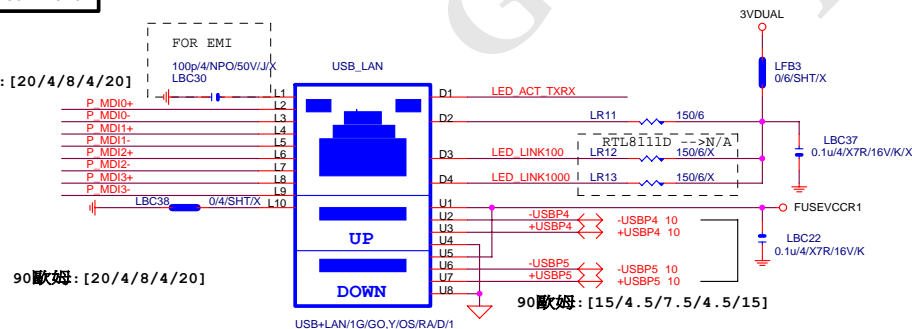 3VDUAL
FOR EMI
100p/4/NPO/50V/J/X
LBC30
USB_LAN
LFB3
0/6/SHT/X
:[20/4/8/4/20]
L1
D1
LED_ACT_TXRX
P_MDI0+
L2
P_MDI0-
L3
D2
LR11
150/6
P_MDI1+
L4
P_MDI1-
L5
RTL8111D -->N/A
LBC37
0.1u/4/X7R/16V/K/X
P_MDI2+
L6
D3
LED_LINK100
LR12
150/6/X
P_MDI2-
L7
P_MDI3+
L8
D4
LED_LINK1000
LR13
150/6/X
P_MDI3-
L9
LBC38
0/4/SHT/X
L10
U1
FUSEVCCR1
U2
-USBP4
-USBP4 10
U3
+USBP4
+USBP4 10
UP
U4
LBC22
0.1u/4/X7R/16V/K
U5
U6
-USBP5
-USBP5 10
U7
+USBP5
+USBP5 10
90歐姆:[20/4/8/4/20]
DOWN
U8
90歐姆:[15/4.5/7.5/4.5/15]
USB+LAN/1G/GO,Y/OS/RA/D/1